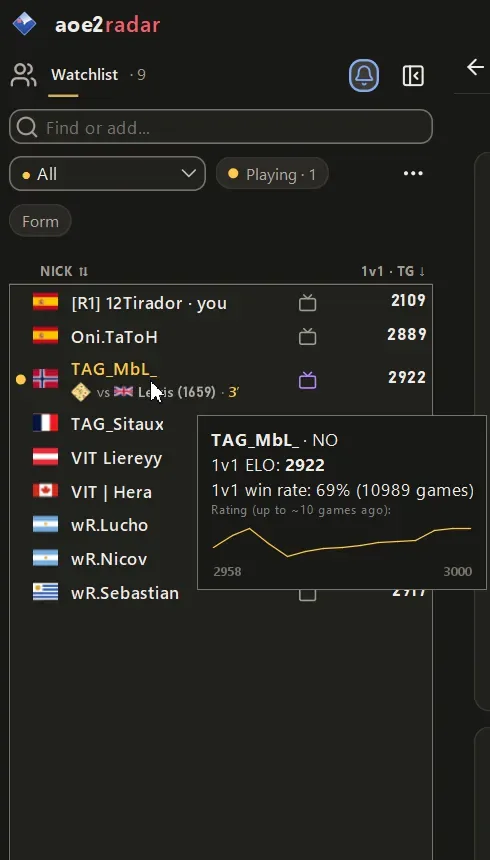 aoe2radar
Watchlist · 9
Find or add...
All
Playing · 1
Form
NICK ⇅
1v1 · TG ↓
[R1] 12Tirador · you
2109
Oni.TaToH
2889
TAG_MbL_
2922
vs Lewis (1659) · 3'
TAG_Sitaux
VIT Liereyy
VIT | Hera
wR.Lucho
wR.Nicov
wR.Sebastian
TAG_MbL_ · NO
1v1 ELO: 2922
1v1 win rate: 69% (10989 games)
Rating (up to ~10 games ago):
2958
3000